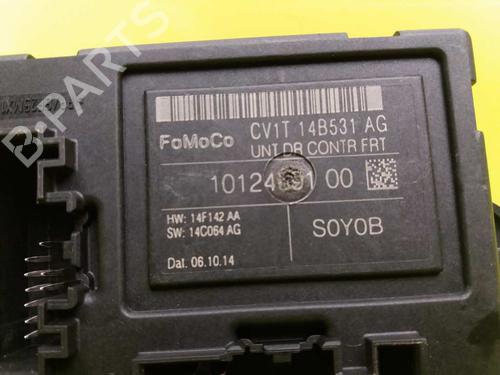 B-PARTS
FoMoCo
CV1T 14B531 AG
UNT DR CONTR FRT
00
HW: 14F142 AA
SW: 14C064 AG
S0Y0B
Dat. 06.10.14